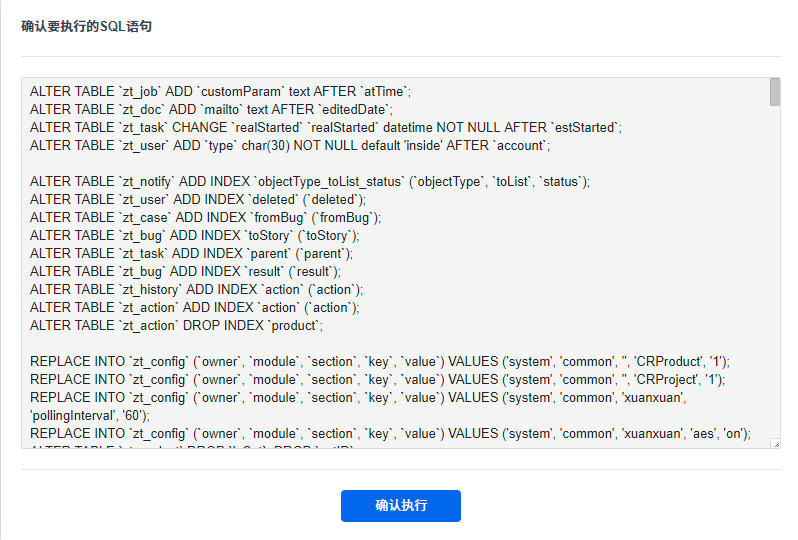 确认要执行的SQL语句
ALTER TABLE `zt_job` ADD `customParam` text AFTER `atTime`;
ALTER TABLE `zt_doc` ADD `mailto` text AFTER `editedDate`;
ALTER TABLE `zt_task` CHANGE `realStarted` `realStarted` datetime NOT NULL AFTER `estStarted`;
ALTER TABLE `zt_user` ADD `type` char(30) NOT NULL default 'inside' AFTER `account`;
ALTER TABLE `zt_notify` ADD INDEX `objectType_toList_status` (`objectType`, `toList`, `status`);
ALTER TABLE `zt_user` ADD INDEX `deleted` (`deleted`);
ALTER TABLE `zt_case` ADD INDEX `fromBug` (`fromBug`);
ALTER TABLE `zt_bug` ADD INDEX `toStory` (`toStory`);
ALTER TABLE `zt_task` ADD INDEX `parent` (`parent`);
ALTER TABLE `zt_bug` ADD INDEX `result` (`result`);
ALTER TABLE `zt_history` ADD INDEX `action` (`action`);
ALTER TABLE `zt_action` ADD INDEX `action` (`action`);
ALTER TABLE `zt_action` DROP INDEX `product`;
REPLACE INTO `zt_config` (`owner`, `module`, `section`, `key`, `value`) VALUES ('system', 'common', '', 'CRProduct', '1');
REPLACE INTO `zt_config` (`owner`, `module`, `section`, `key`, `value`) VALUES ('system', 'common', '', 'CRProject', '1');
REPLACE INTO `zt_config` (`owner`, `module`, `section`, `key`, `value`) VALUES ('system', 'common', 'xuanxuan',
'pollingInterval', '60');
REPLACE INTO `zt_config` (`owner`, `module`, `section`, `key`, `value`) VALUES ('system', 'common', 'xuanxuan', 'aes', 'on');
确认执行